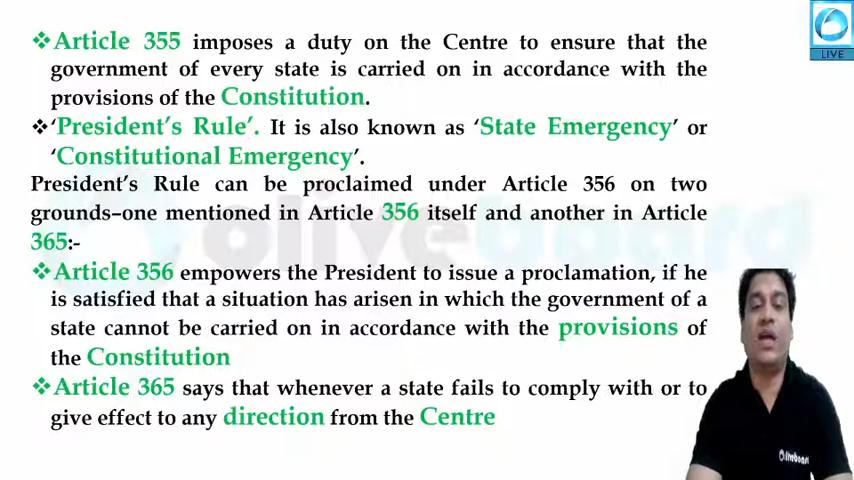 ❖Article 355 imposes a duty on the Centre to ensure that the
government of every state is carried on in accordance with the
provisions of the Constitution.
❖‘President’s Rule’. It is also known as ‘State Emergency’ or
‘Constitutional Emergency’.
President’s Rule can be proclaimed under Article 356 on two
grounds–one mentioned in Article 356 itself and another in Article
365:-
❖Article 356 empowers the President to issue a proclamation, if he
is satisfied that a situation has arisen in which the government of a
state cannot be carried on in accordance with the provisions of
the Constitution
❖Article 365 says that whenever a state fails to comply with or to
give effect to any direction from the Centre
LIVE
oliveboard
oliveboard